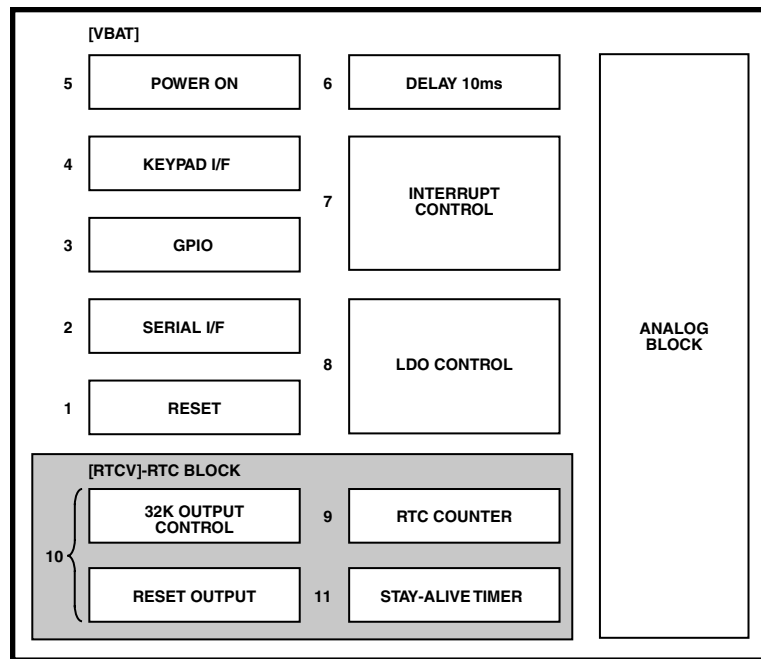 [VBAT]
5 POWER ON
6 DELAY 10ms
4 KEYPAD I/F
7 INTERRUPT
CONTROL
3 GPIO
2 SERIAL I/F
8 LDO CONTROL
1 RESET
ANALOG
BLOCK
[RTCV]-RTC BLOCK
10
32K OUTPUT
CONTROL
9 RTC COUNTER
RESET OUTPUT
11 STAY-ALIVE TIMER